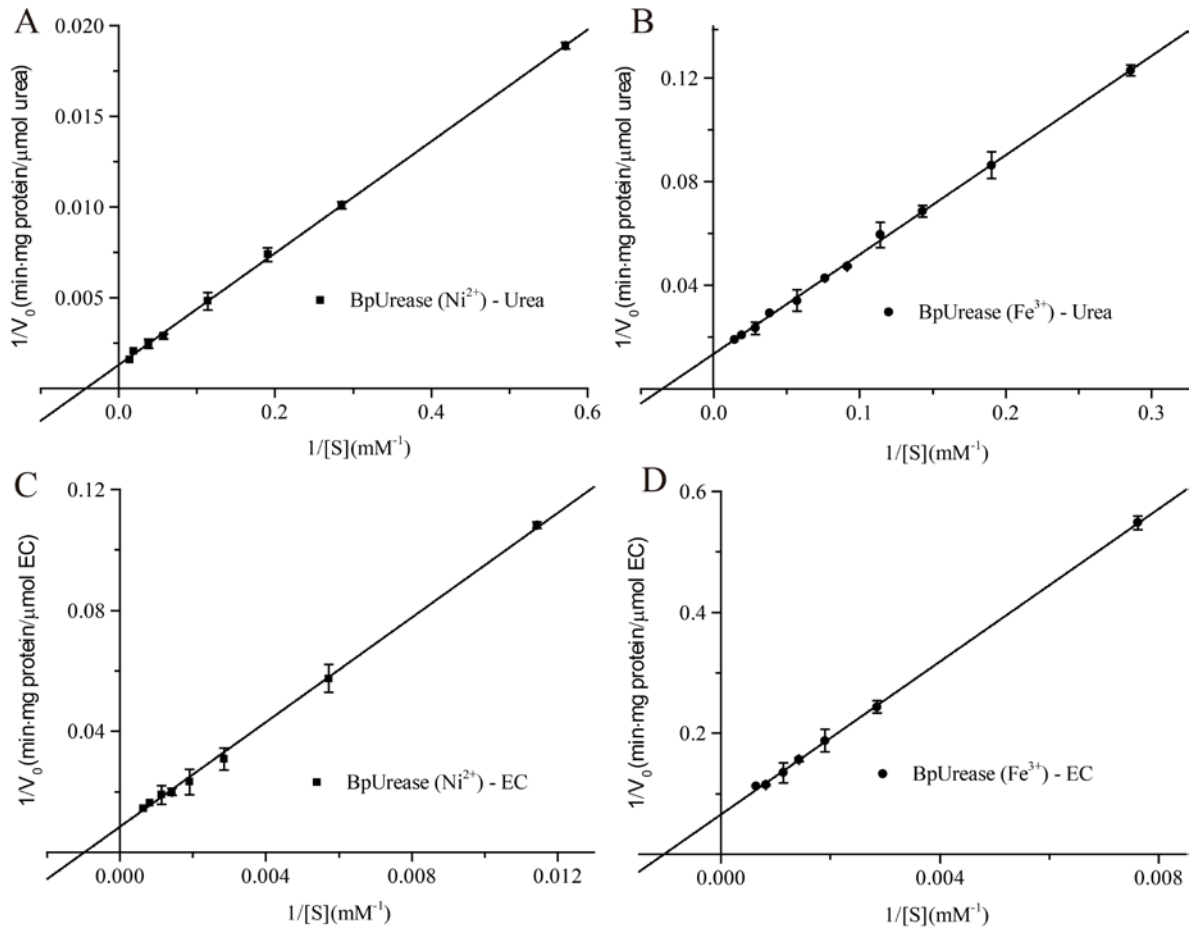 A
1/V₀(min·mg protein/μmol urea)
0.020
0.015
0.010
0.005
0.000
BpUrease (Ni²⁺) - Urea
0.0 0.2 0.4 0.6
1/[S](mM⁻¹)
B
1/V₀(min·mg protein/μmol urea)
0.12
0.08
0.04
0.00
BpUrease (Fe³⁺) - Urea
0.0 0.1 0.2 0.3
1/[S](mM⁻¹)
C
1/V₀(min·mg protein/μmol EC)
0.12
0.08
0.04
BpUrease (Ni²⁺) - EC
0.000 0.004 0.008 0.012
1/[S](mM⁻¹)
D
1/V₀(min·mg protein/μmol EC)
0.6
0.4
0.2
BpUrease (Fe³⁺) - EC
0.000 0.004 0.008
1/[S](mM⁻¹)